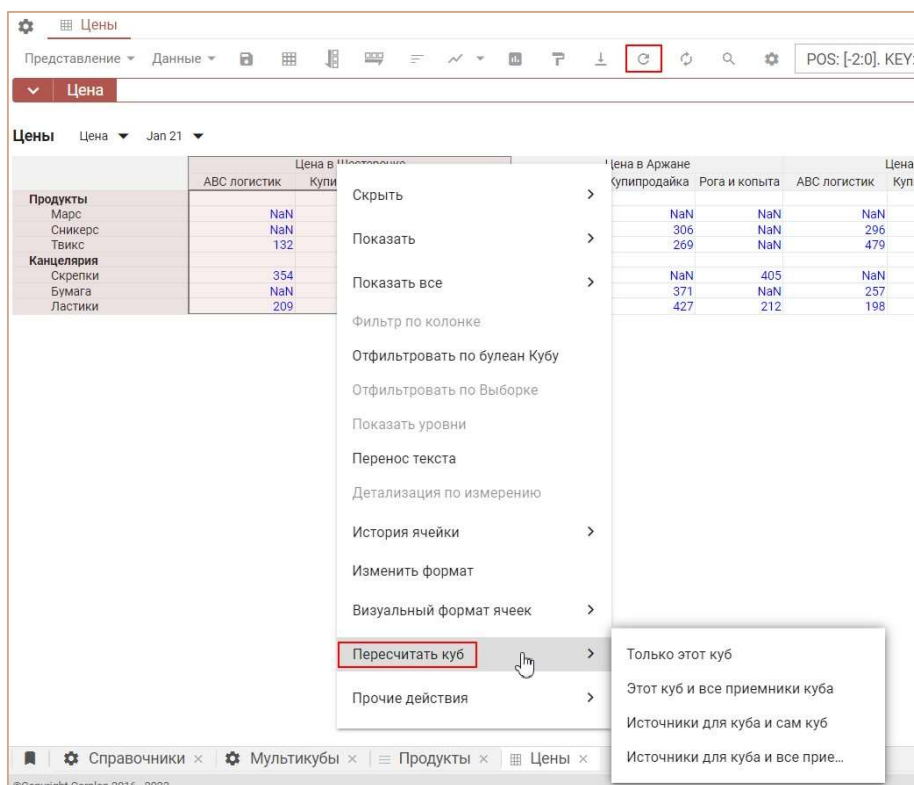 Цены
Представление Данные POS: [-2:0]. KEY:
Цена
Цены Цена Jan 21
Цена в Аржане Цена
АВС логистик Купи Купипродайка Рога и копыта АВС логистик Куп
Продукты
Марс NaN NaN NaN NaN
Сникерс NaN 306 NaN 296
Твикс 132 269 NaN 479
Канцелярия
Скрепки 354 NaN 405 NaN
Бумага NaN 371 NaN 257
Ластики 209 427 212 198
Скрыть
Показать
Показать все
Фильтр по колонке
Отфильтровать по булеан Кубу
Отфильтровать по Выборке
Показать уровни
Перенос текста
Детализация по измерению
История ячейки
Изменить формат
Визуальный формат ячеек
Пересчитать куб
Прочие действия
Только этот куб
Этот куб и все приемники куба
Источники для куба и сам куб
Источники для куба и все прие...
Справочники Мультикубы Продукты Цены